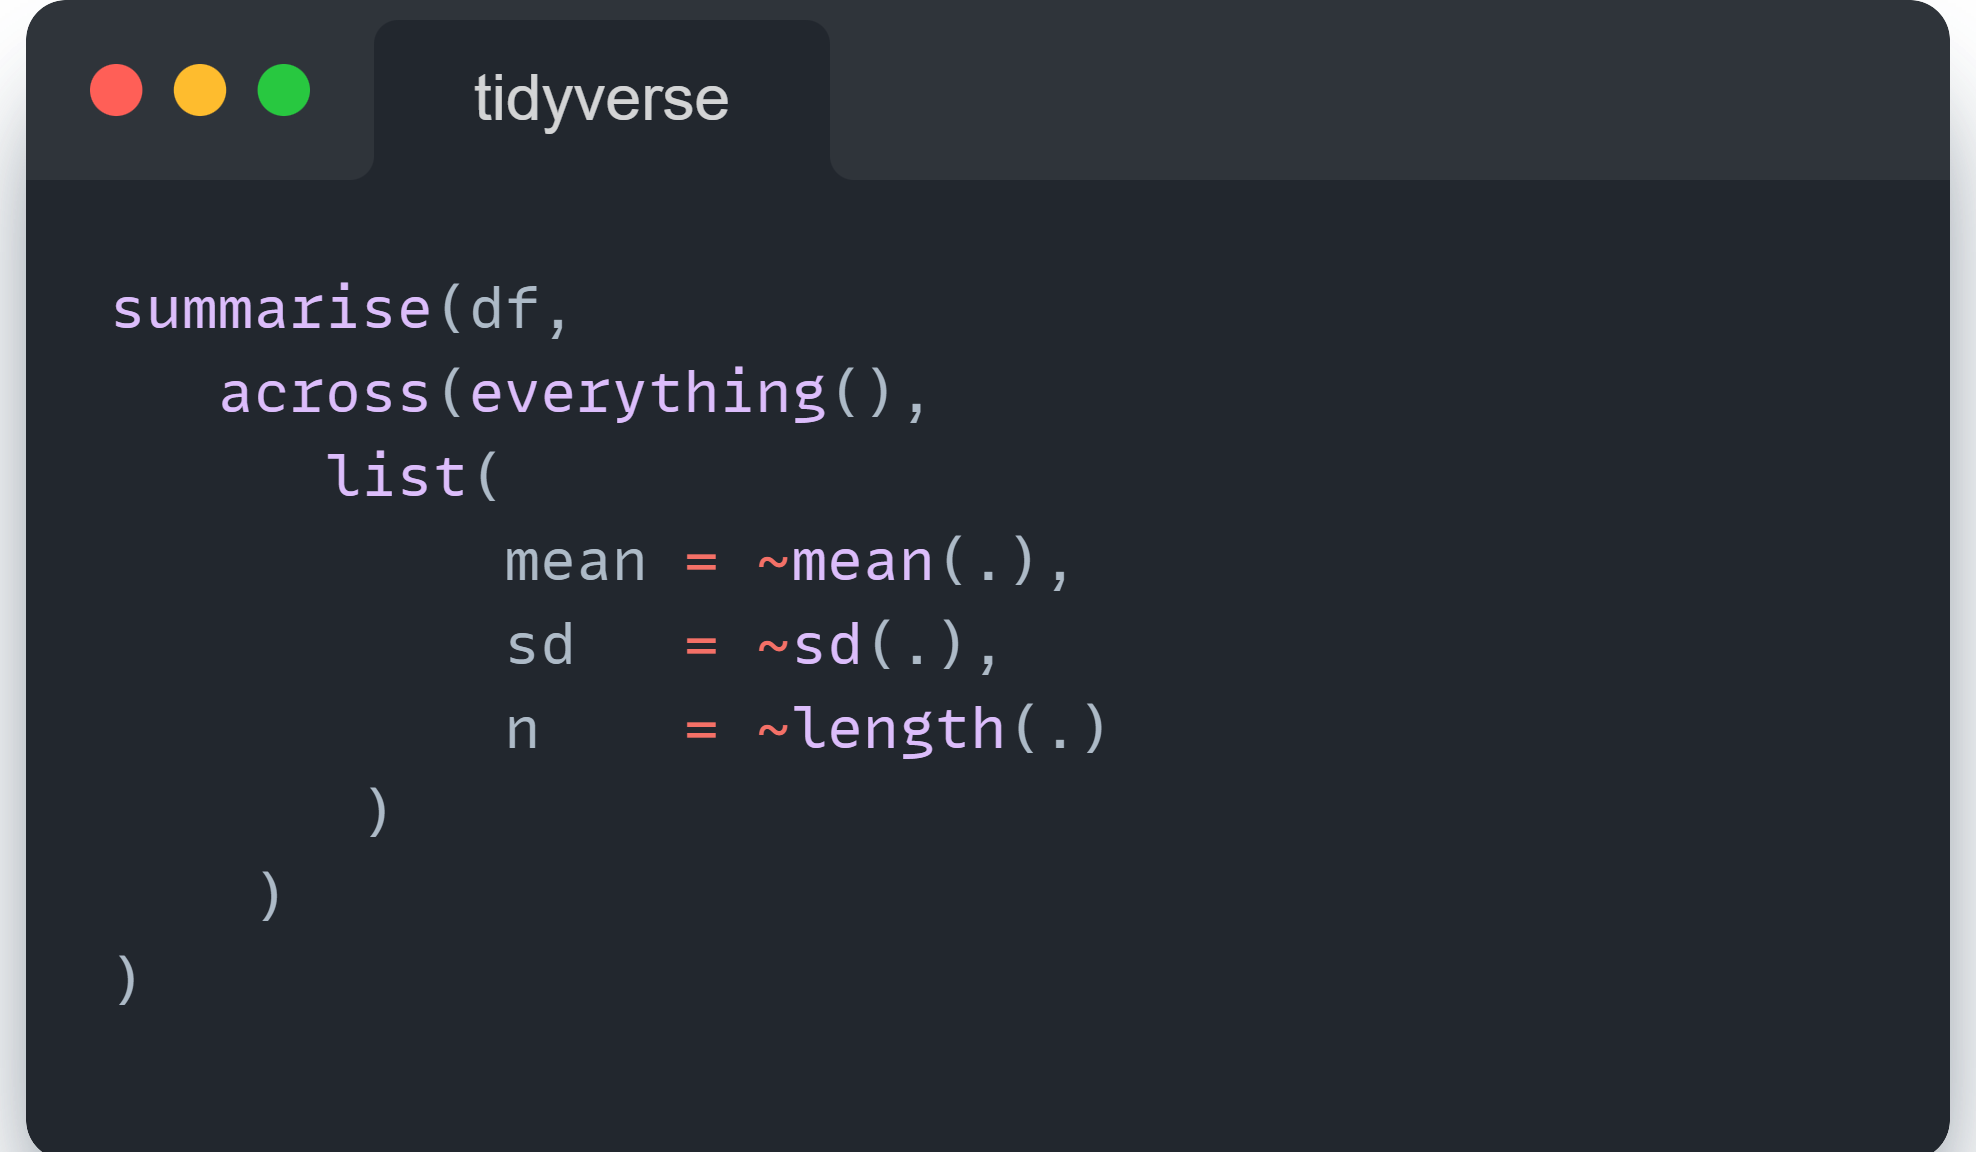 tidyverse
summarise(df,
   across(everything(),
      list(
           mean = ~mean(.),
           sd   = ~sd(.),
           n    = ~length(.)
       )
    )
)